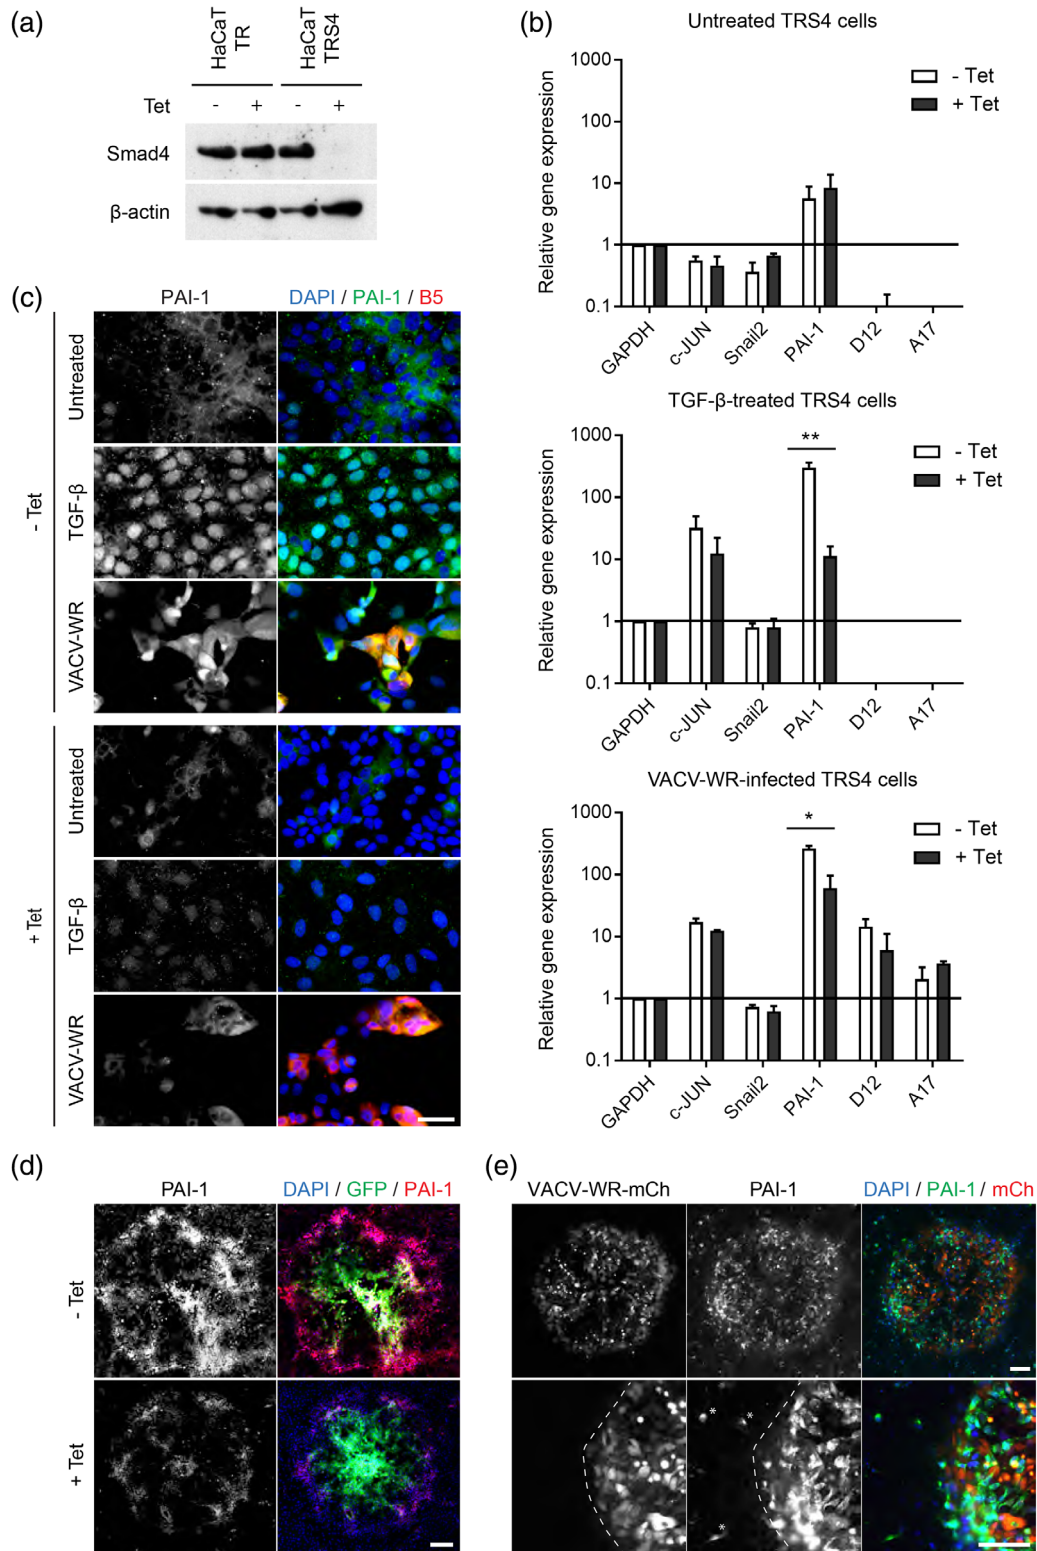 (a)
HaCaT TR
HaCaT TRS4
Tet - + - +
Smad4
β-actin
(b)
Untreated TRS4 cells
Relative gene expression
1000
100
10
1
0.1
- Tet
+ Tet
GAPDH c-JUN Snail2 PAI-1 D12 A17
TGF-β-treated TRS4 cells
Relative gene expression
1000
100
10
1
0.1
**
- Tet
+ Tet
GAPDH c-JUN Snail2 PAI-1 D12 A17
VACV-WR-infected TRS4 cells
Relative gene expression
1000
100
10
1
0.1
*
- Tet
+ Tet
GAPDH c-JUN Snail2 PAI-1 D12 A17
(c)
PAI-1 DAPI / PAI-1 / B5
- Tet
Untreated
TGF-β
VACV-WR
+ Tet
Untreated
TGF-β
VACV-WR
(d)
PAI-1 DAPI / GFP / PAI-1
- Tet
+ Tet
(e)
VACV-WR-mCh PAI-1 DAPI / PAI-1 / mCh
* *
*